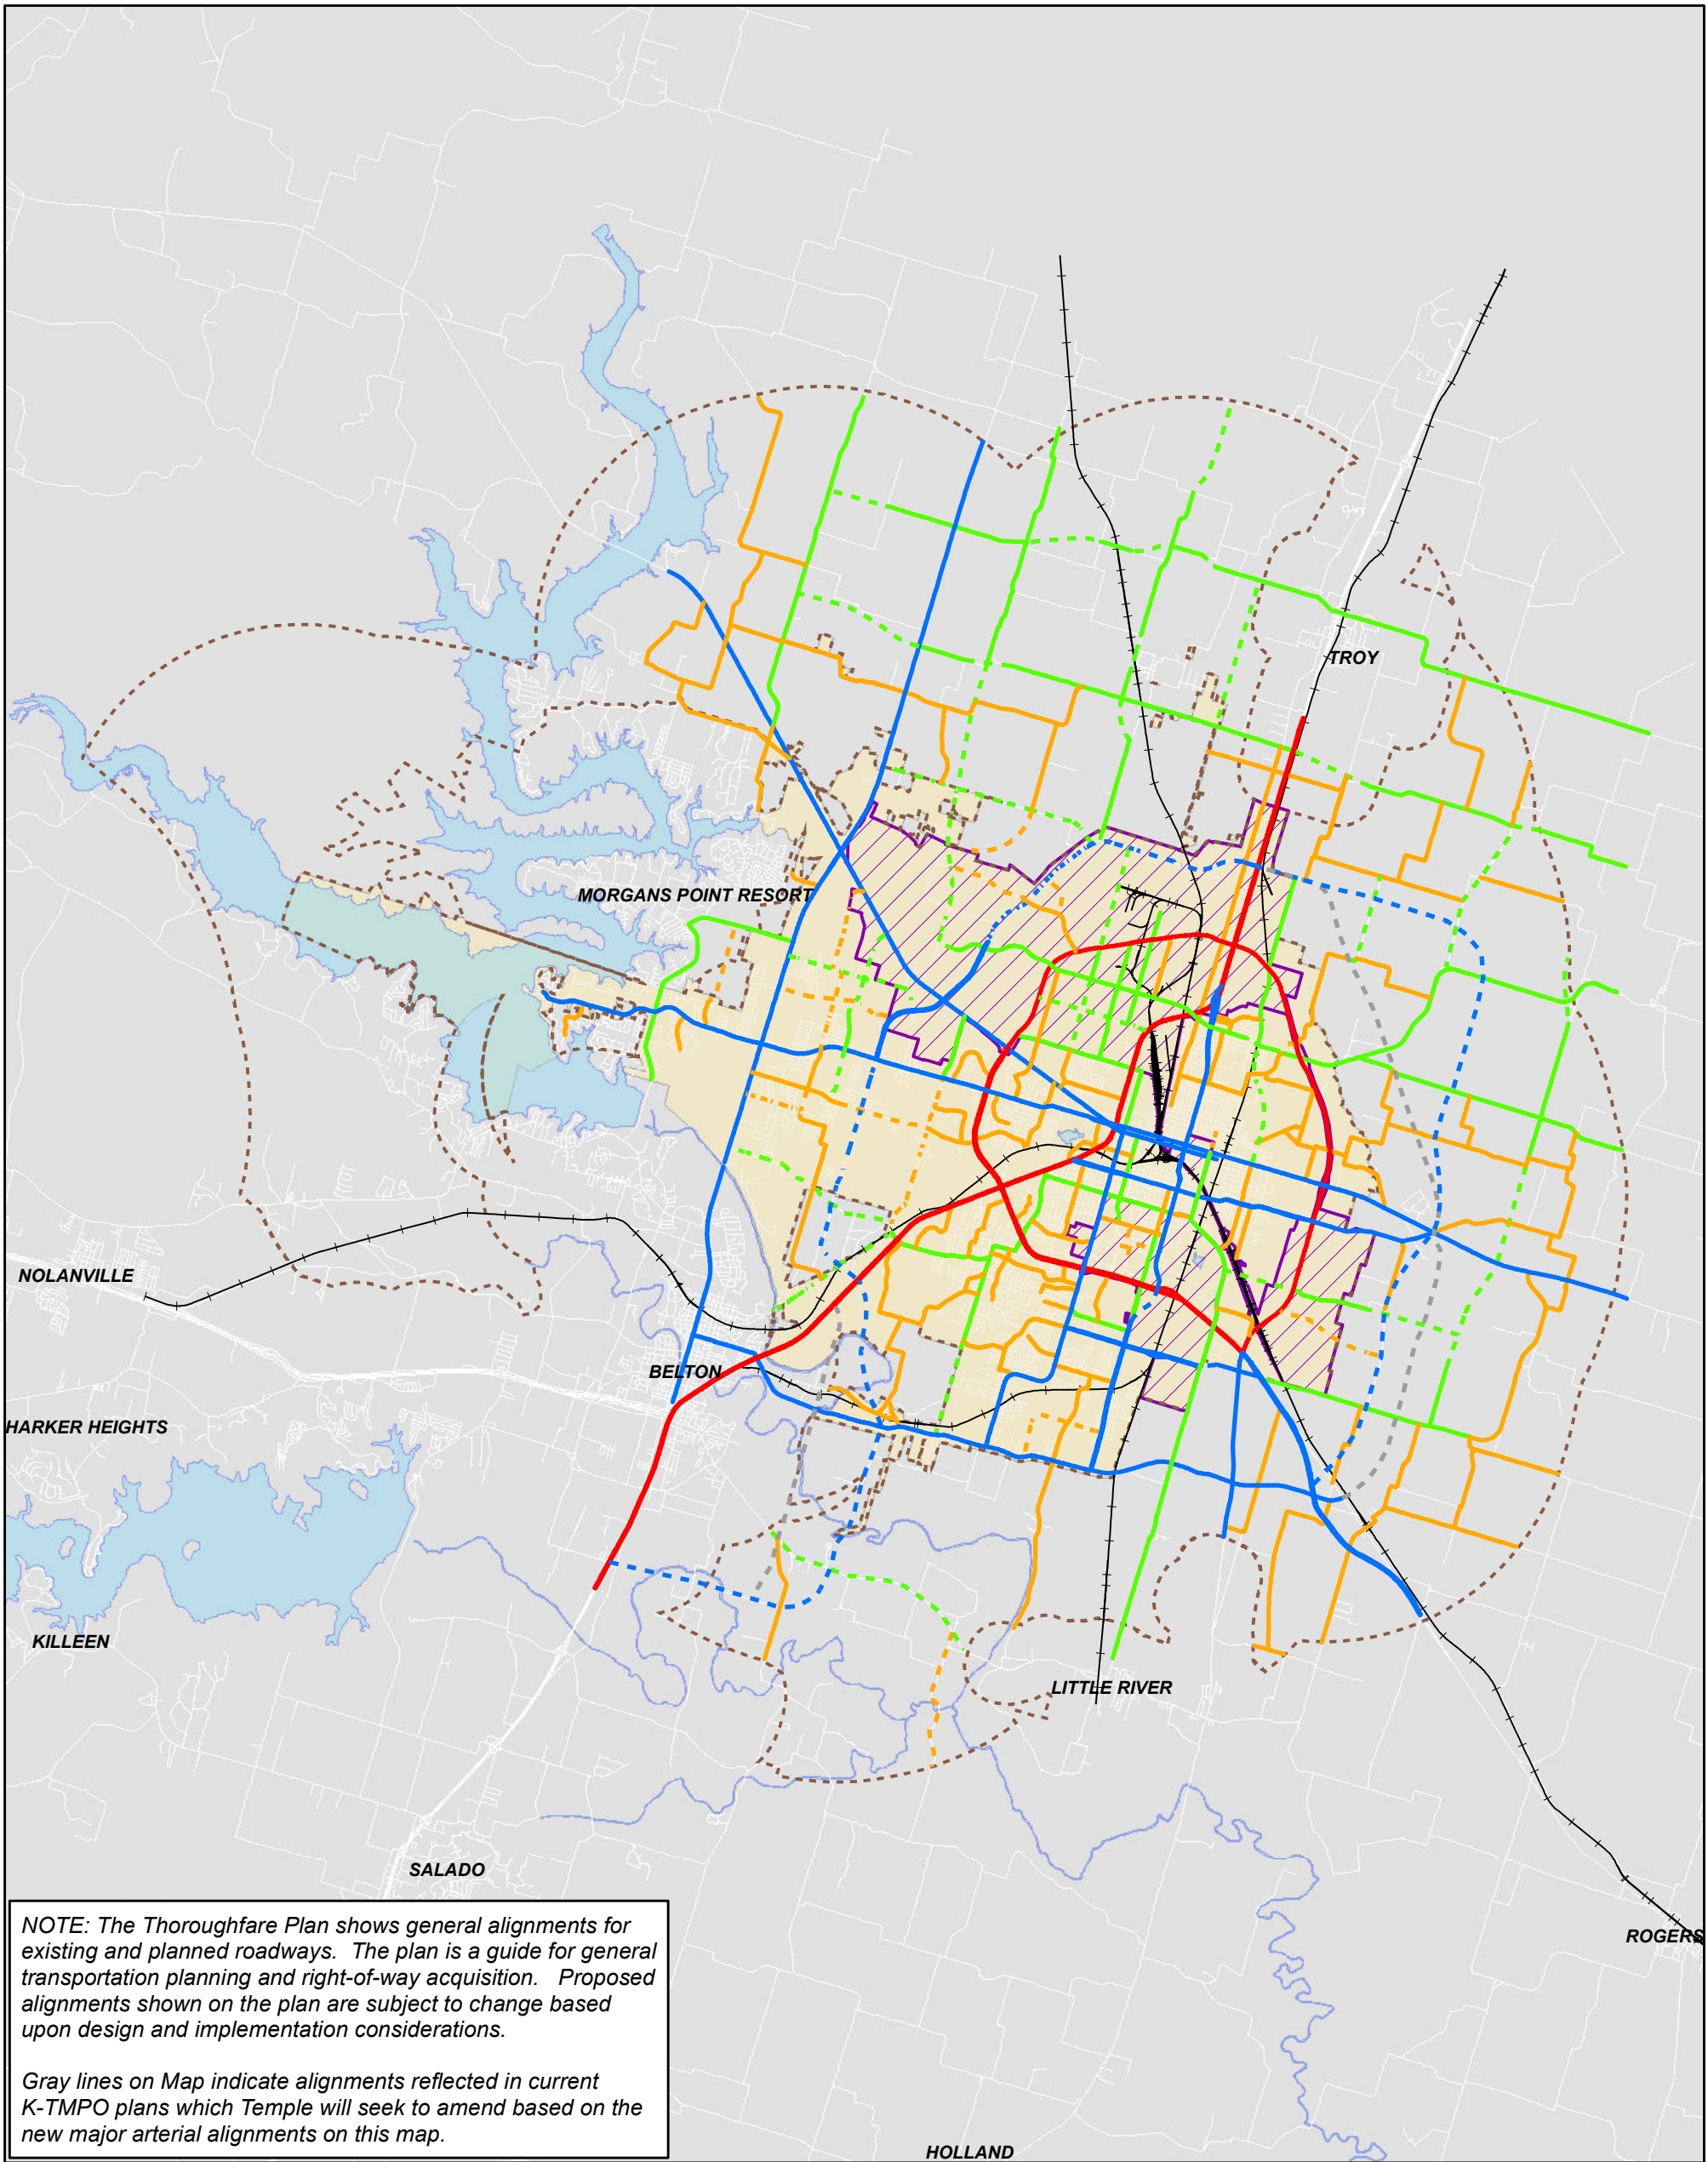 TROY
MORGANS POINT RESORT
NOLANVILLE
BELTON
HARKER HEIGHTS
KILLEEN
LITTLE RIVER
SALADO
ROGERS
NOTE: The Thoroughfare Plan shows general alignments for
existing and planned roadways. The plan is a guide for general
transportation planning and right-of-way acquisition. Proposed
alignments shown on the plan are subject to change based
upon design and implementation considerations.
Gray lines on Map indicate alignments reflected in current
K-TMPO plans which Temple will seek to amend based on the
new major arterial alignments on this map.
HOLLAND